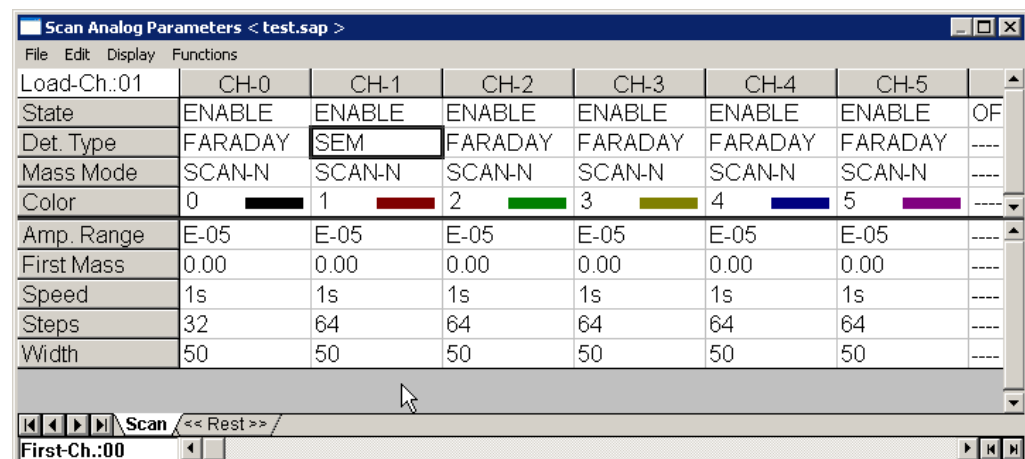 Scan Analog Parameters < test.sap >
File Edit Display Functions
Load-Ch.:01 CH-0 CH-1 CH-2 CH-3 CH-4 CH-5
State ENABLE ENABLE ENABLE ENABLE ENABLE ENABLE OF
Det. Type FARADAY SEM FARADAY FARADAY FARADAY FARADAY ----
Mass Mode SCAN-N SCAN-N SCAN-N SCAN-N SCAN-N SCAN-N ----
Color 0 1 2 3 4 5 ----
Amp. Range E-05 E-05 E-05 E-05 E-05 E-05 ----
First Mass 0.00 0.00 0.00 0.00 0.00 0.00 ----
Speed 1s 1s 1s 1s 1s 1s ----
Steps 32 64 64 64 64 64 ----
Width 50 50 50 50 50 50 ----
Scan << Rest >>
First-Ch.:00